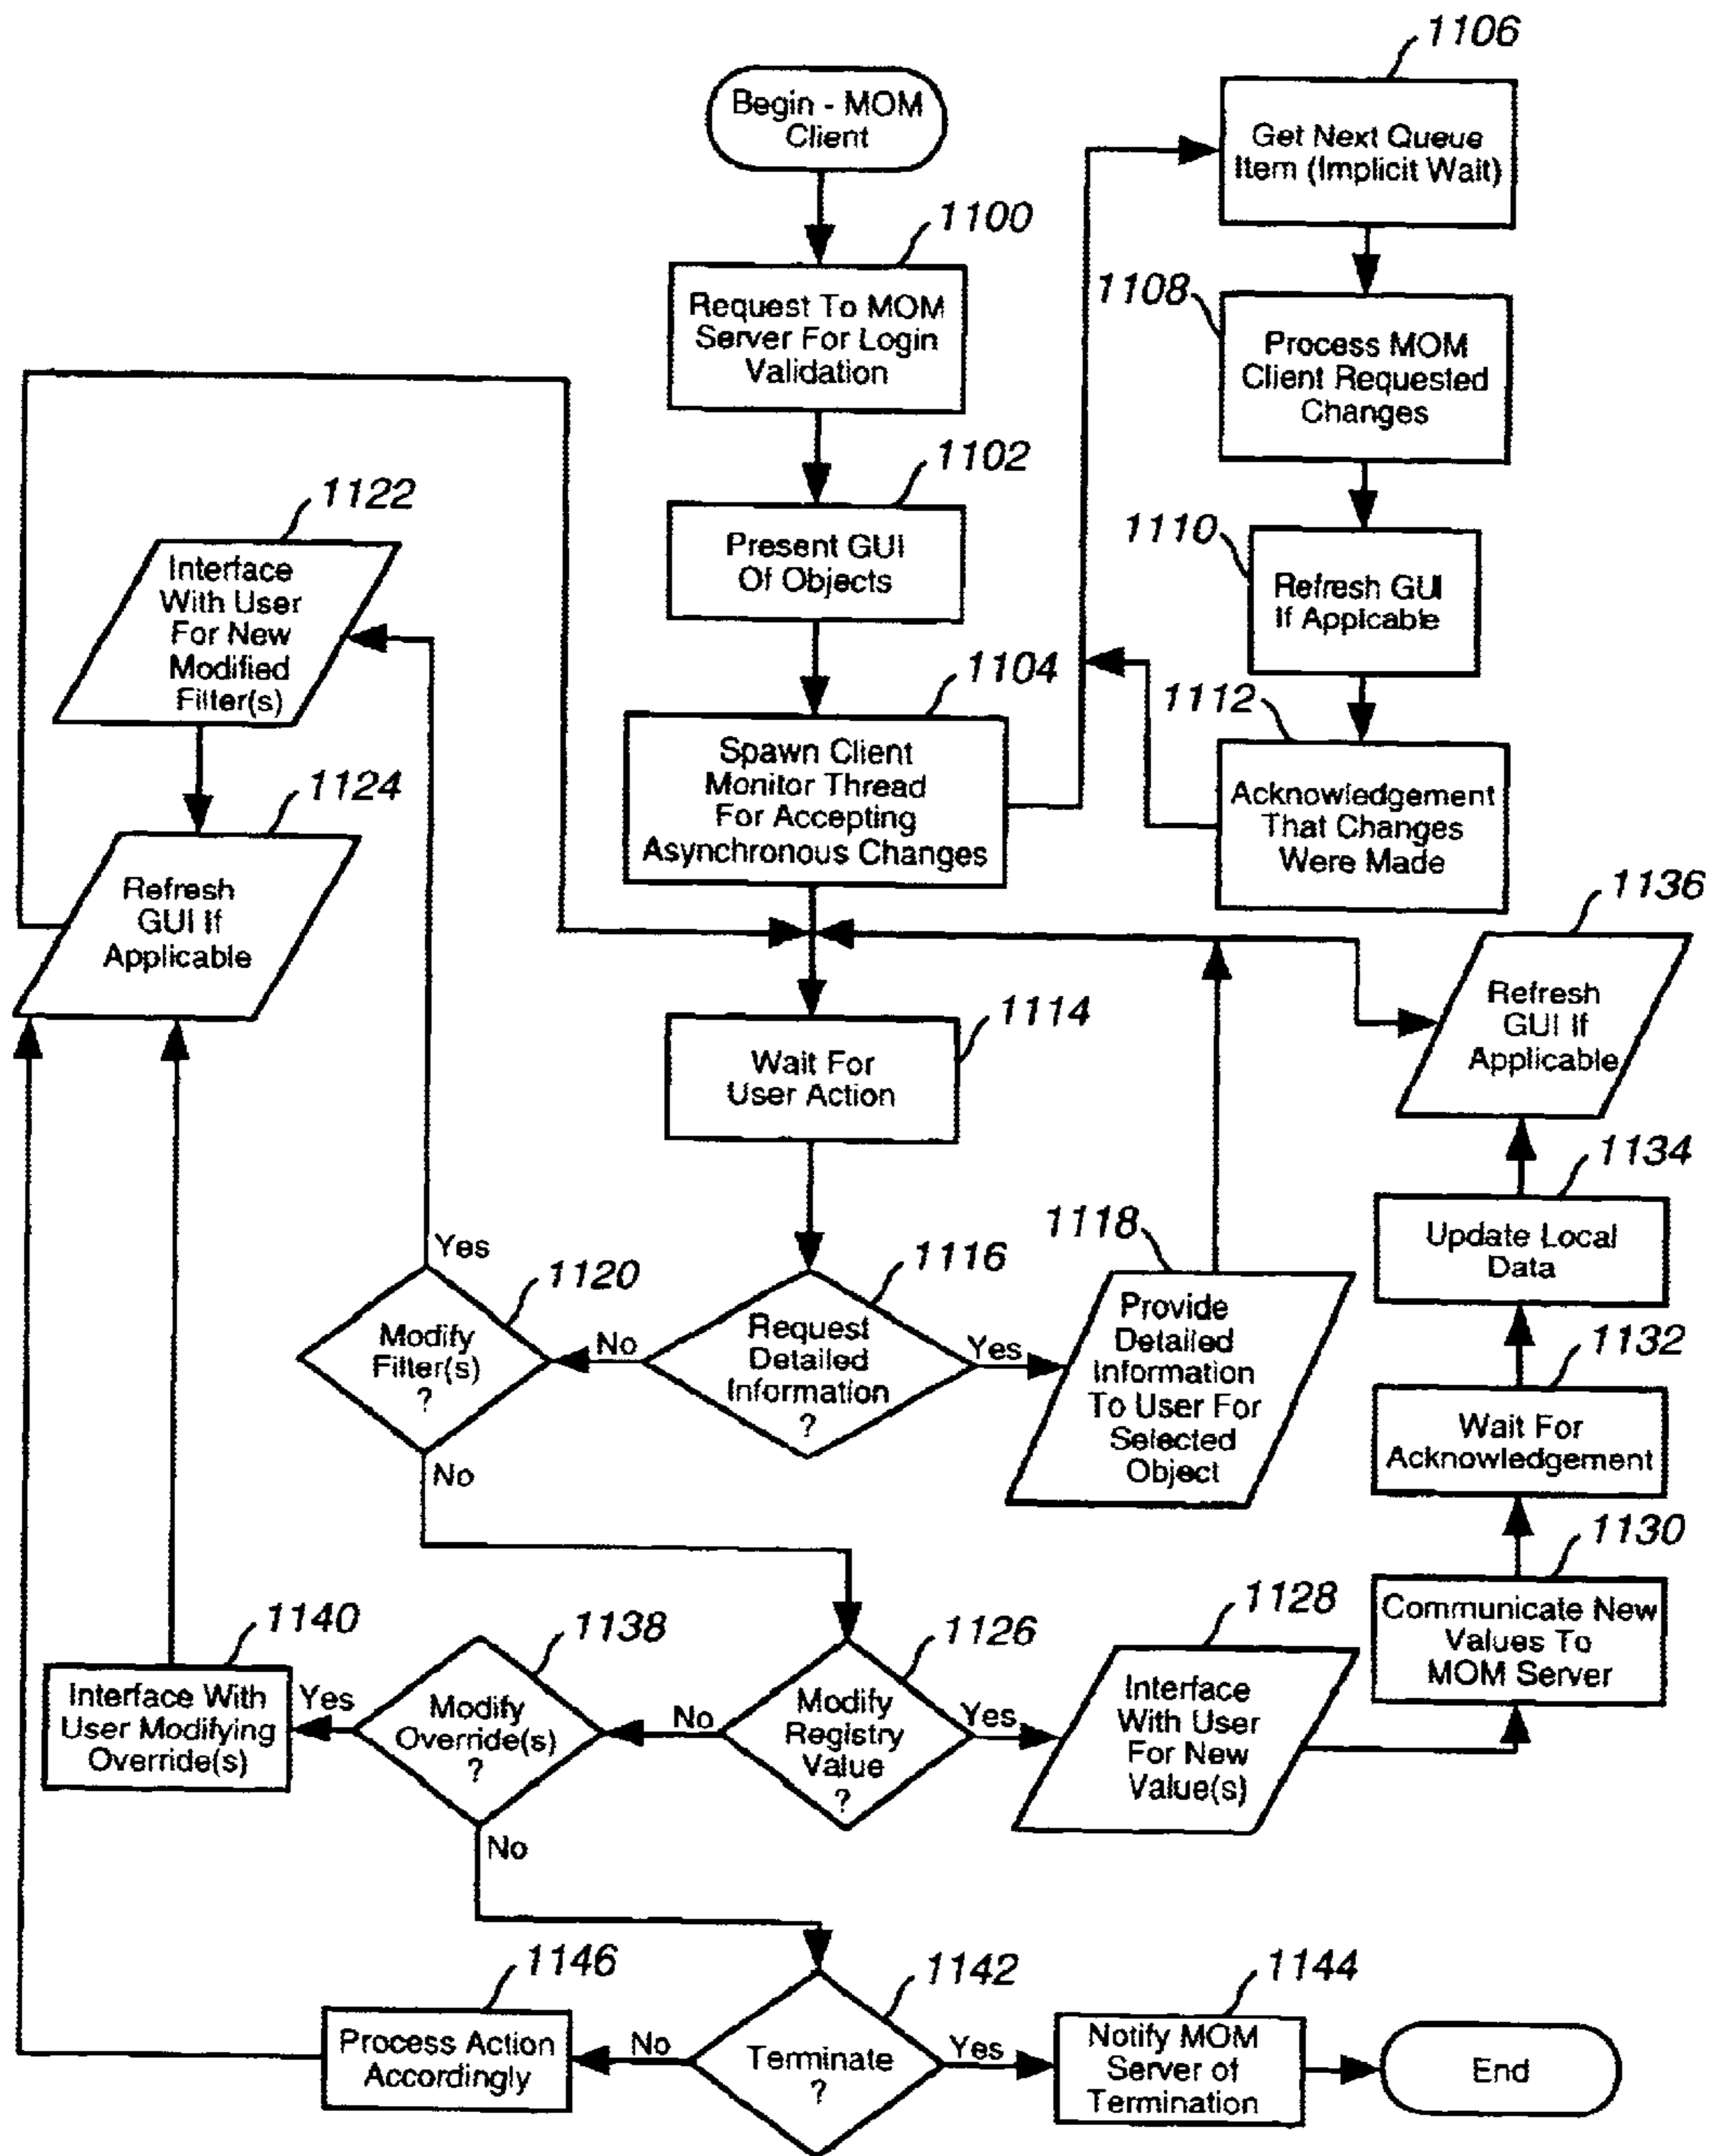 Begin - MOM
Client
1100
Request To MOM
Server For Login
Validation
1102
Present GUI
Of Objects
1104
Spawn Client
Monitor Thread
For Accepting
Asynchronous Changes
1106
Get Next Queue
Item (Implicit Wait)
1108
Process MOM
Client Requested
Changes
1110
Refresh GUI
If Applicable
1112
Acknowledgement
That Changes
Were Made
1122
Interface
With User
For New
Modified
Filter(s)
1124
Refresh
GUI If
Applicable
1114
Wait For
User Action
1116
Request
Detailed
Information
?
No
Yes
1118
Provide
Detailed
Information
To User For
Selected
Object
1120
Modify
Filter(s)
?
Yes
No
1136
Refresh
GUI If
Applicable
1134
Update Local
Data
1132
Wait For
Acknowledgement
1130
Communicate New
Values To
MOM Server
1128
Interface
With User
For New
Value(s)
1126
Modify
Registry
Value
?
Yes
No
1138
Modify
Override(s)
?
Yes
No
1140
Interface With
User Modifying
Override(s)
1142
Terminate
?
No
Yes
1146
Process Action
Accordingly
1144
Notify MOM
Server of
Termination
End